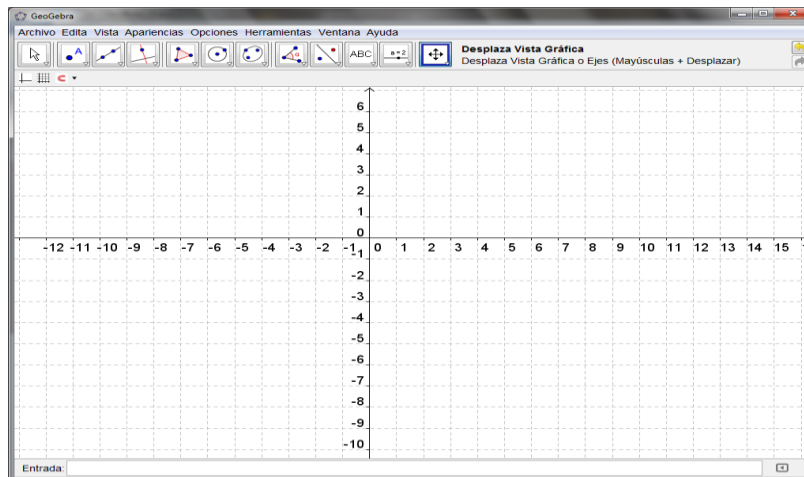 GeoGebra
Archivo Edita Vista Apariencias Opciones Herramientas Ventana Ayuda
A
ABC
a=2
Desplaza Vista Gráfica
Desplaza Vista Gráfica o Ejes (Mayúsculas + Desplazar)
6
5
4
3
2
1
0
-12 -11 -10 -9 -8 -7 -6 -5 -4 -3 -2 -1 0 1 2 3 4 5 6 7 8 9 10 11 12 13 14 15
-1
-2
-3
-4
-5
-6
-7
-8
-9
-10
Entrada: